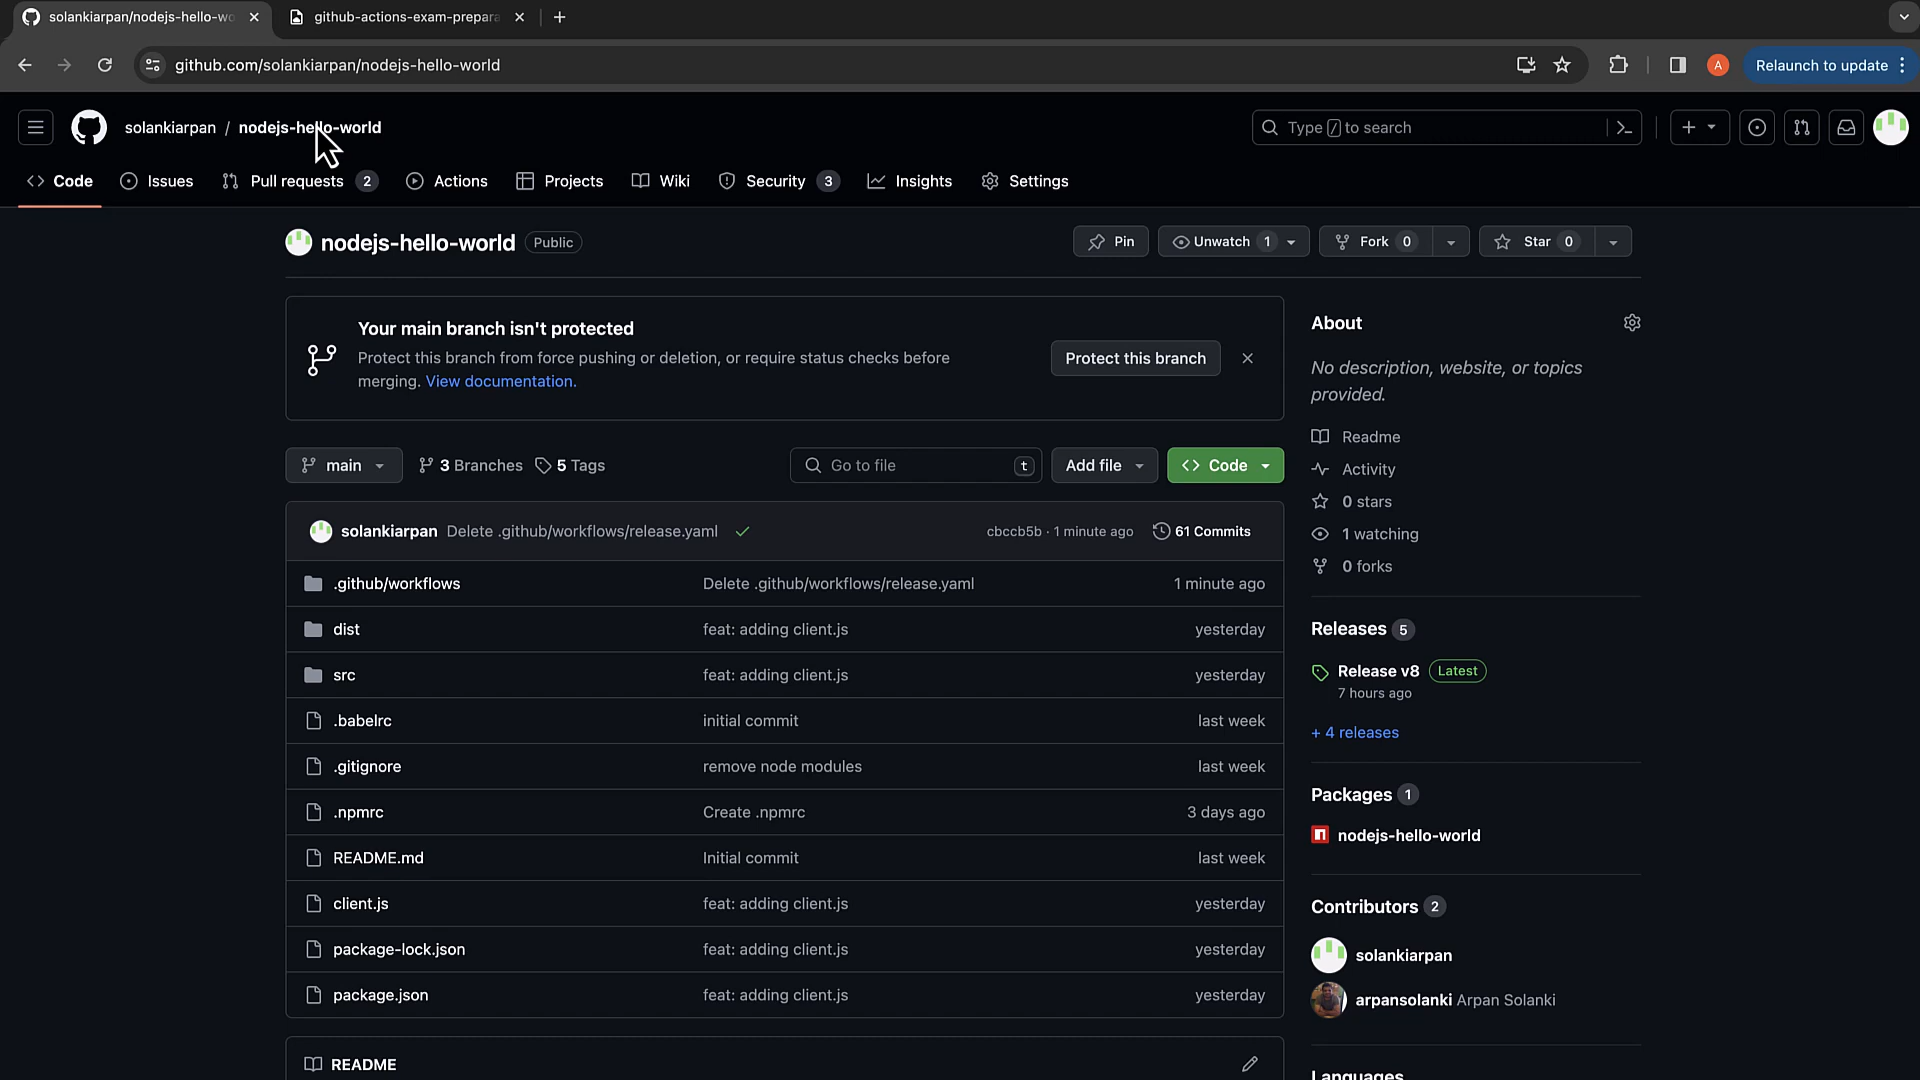 solankiarpan/nodejs-hello-wo
github-actions-exam-prepara
github.com/solankiarpan/nodejs-hello-world
A
Relaunch to update
solankiarpan / nodejs-hello-world
Type / to search
Code
Issues
Pull requests 2
Actions
Projects
Wiki
Security 3
Insights
Settings
nodejs-hello-world Public
Pin
Unwatch 1
Fork 0
Star 0
Your main branch isn't protected
Protect this branch from force pushing or deletion, or require status checks before
merging. View documentation.
Protect this branch
About
No description, website, or topics
provided.
Readme
Activity
0 stars
1 watching
0 forks
main
3 Branches
5 Tags
Go to file t
Add file
Code
solankiarpan Delete .github/workflows/release.yaml cbccb5b · 1 minute ago 61 Commits
.github/workflows Delete .github/workflows/release.yaml 1 minute ago
dist feat: adding client.js yesterday
src feat: adding client.js yesterday
.babelrc initial commit last week
.gitignore remove node modules last week
.npmrc Create .npmrc 3 days ago
README.md Initial commit last week
client.js feat: adding client.js yesterday
package-lock.json feat: adding client.js yesterday
package.json feat: adding client.js yesterday
README
Releases 5
Release v8 Latest
7 hours ago
+ 4 releases
Packages 1
n nodejs-hello-world
Contributors 2
solankiarpan
arpansolanki Arpan Solanki
Languages